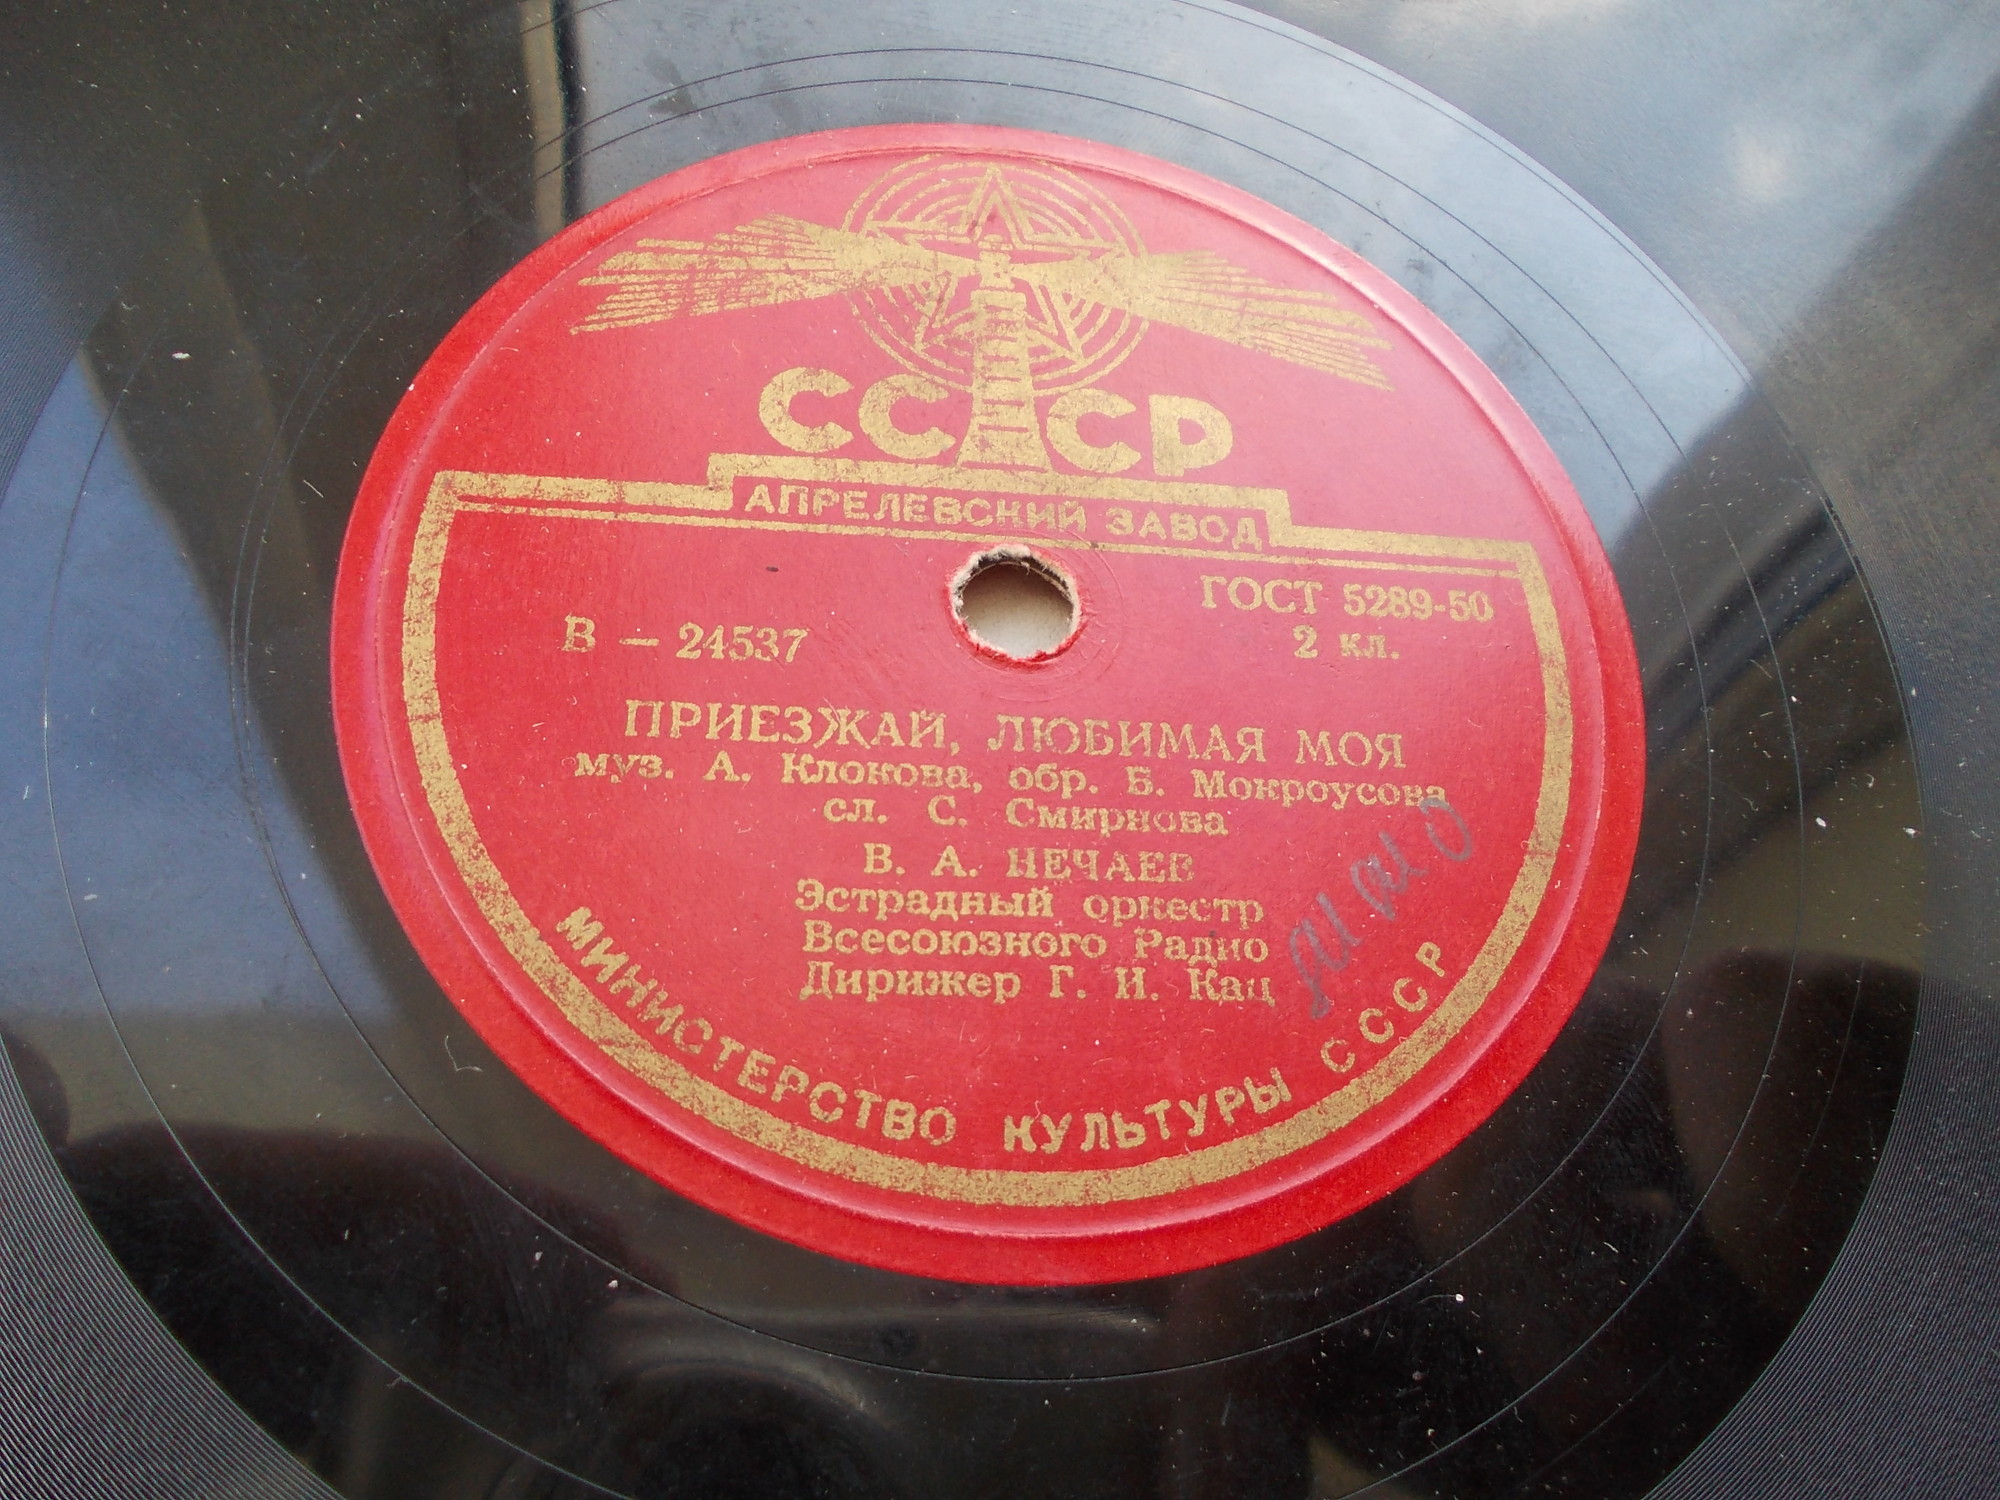 СССР
АПРЕЛЕВСКИЙ ЗАВОД
ГОСТ 5289-50
В — 24537
2 кл.
ПРИЕЗЖАЙ, ЛЮБИМАЯ МОЯ
муз. А. Клокова, обр. Б. Мокроусова
сл. С. Смирнова
В. А. НЕЧАЕВ
Эстрадный оркестр
Всесоюзного Радио
Дирижер Г. И. Кац
МИНИСТЕРСТВО КУЛЬТУРЫ СССР